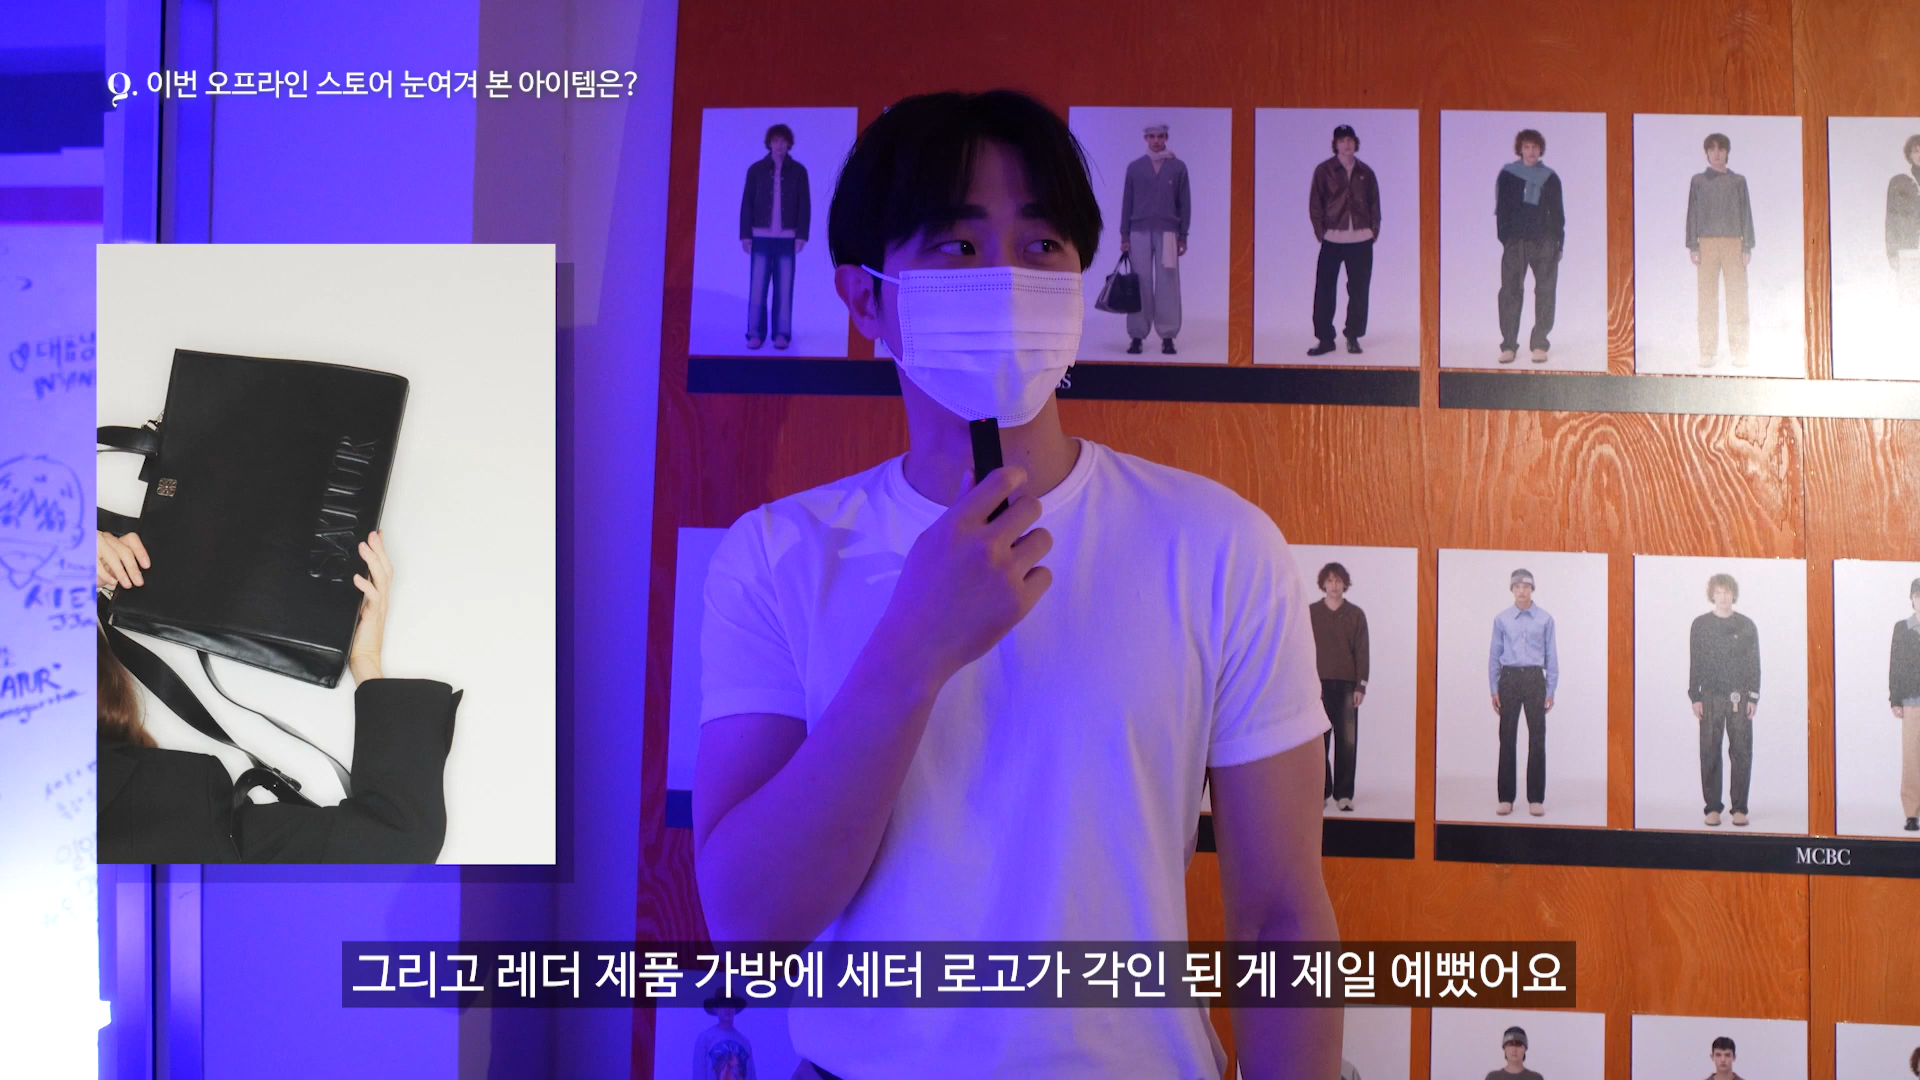 Q. 이번 오프라인 스토어 눈여겨 본 아이템은?
SATUR
MCBC
그리고 레더 제품 가방에 세터 로고가 각인 된 게 제일 예뻤어요